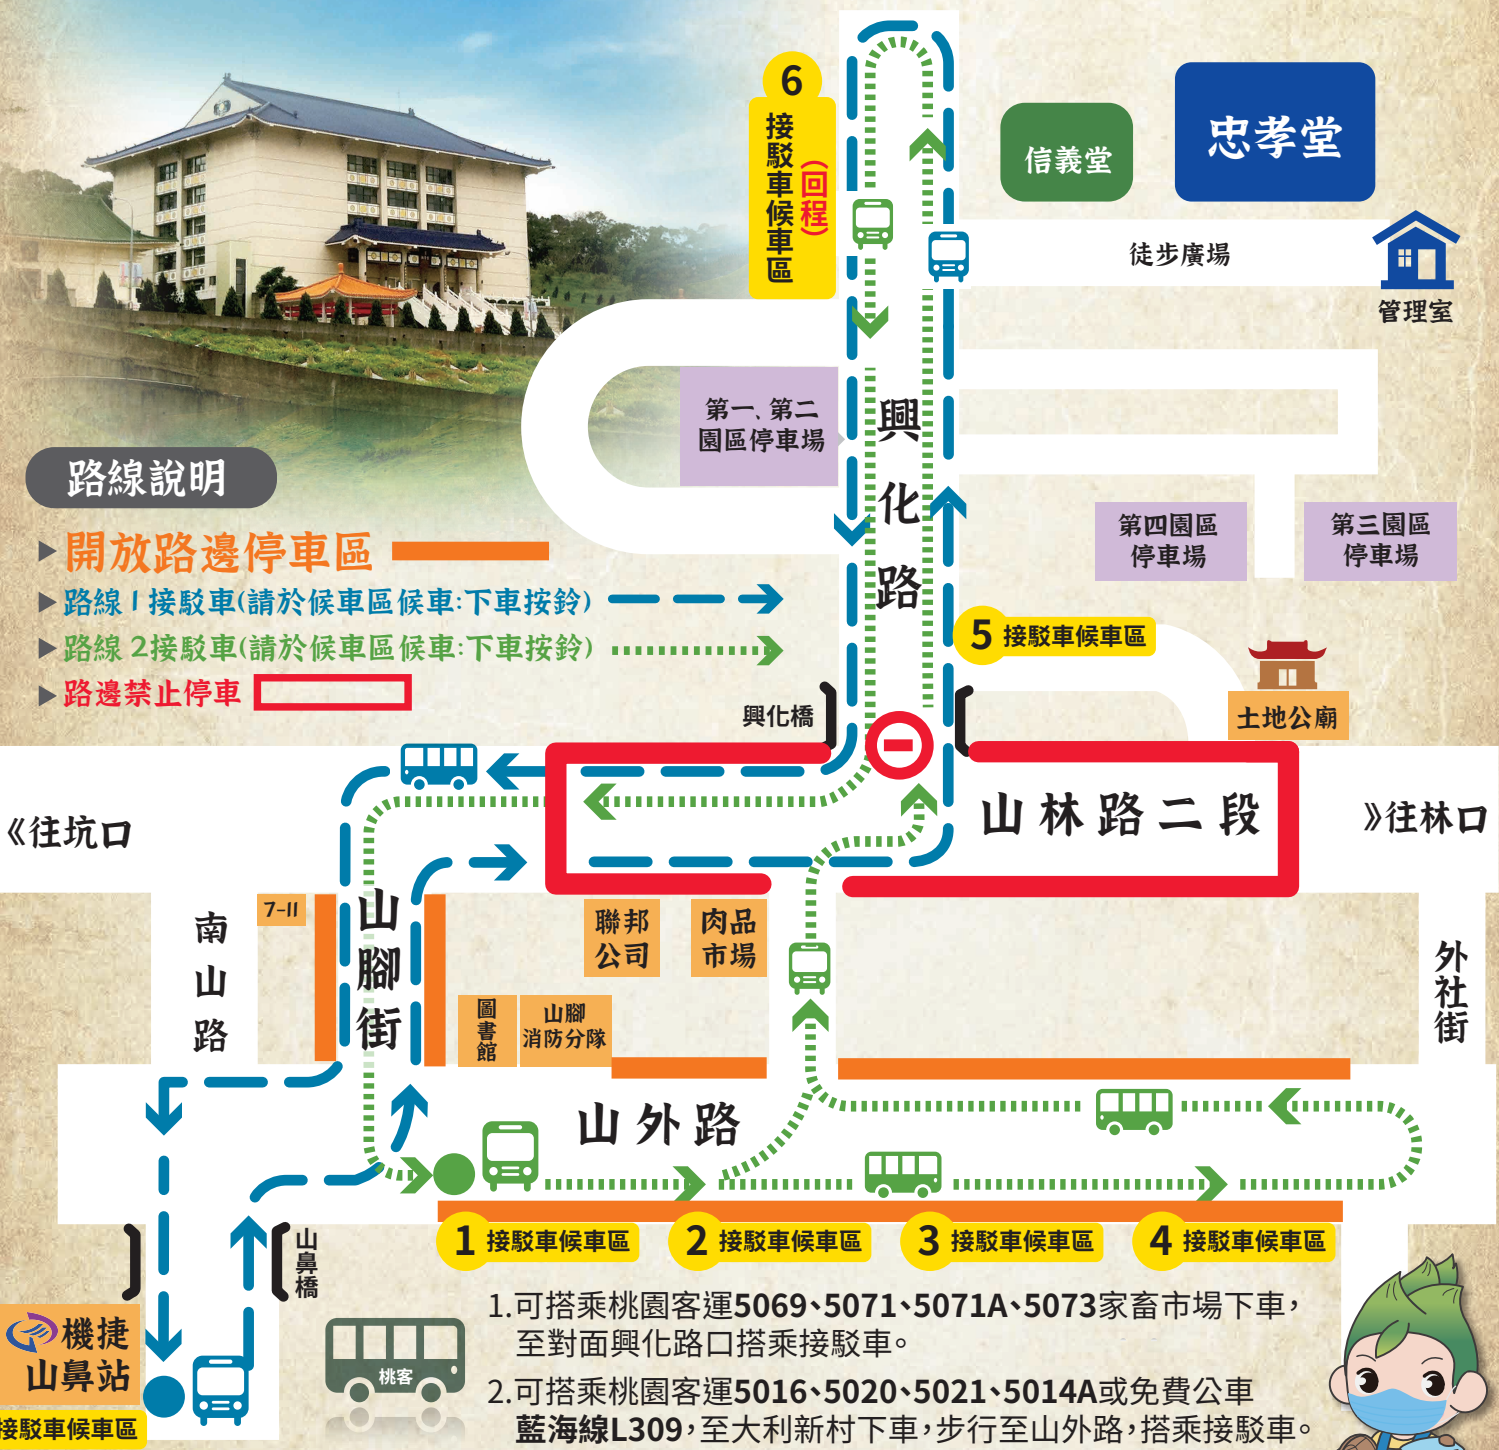 6
接駁車候車區
(回程)
信義堂
忠孝堂
徒步廣場
管理室
第一、第二
園區停車場
興化路
第四園區
停車場
第三園區
停車場
路線說明
開放路邊停車區
路線1接駁車(請於候車區候車:下車按鈴)
路線2接駁車(請於候車區候車:下車按鈴)
路邊禁止停車
5 接駁車候車區
土地公廟
興化橋
山林路二段
《往坑口
》往林口
南山路
7-11
山腳街
聯邦
公司
肉品
市場
圖書館
山腳
消防分隊
外社街
山外路
1 接駁車候車區
2 接駁車候車區
3 接駁車候車區
4 接駁車候車區
山鼻橋
機捷
山鼻站
接駁車候車區
桃客
1.可搭乘桃園客運5069、5071、5071A、5073家畜市場下車,
至對面興化路口搭乘接駁車。
2.可搭乘桃園客運5016、5020、5021、5014A或免費公車
藍海線L309,至大利新村下車,步行至山外路,搭乘接駁車。